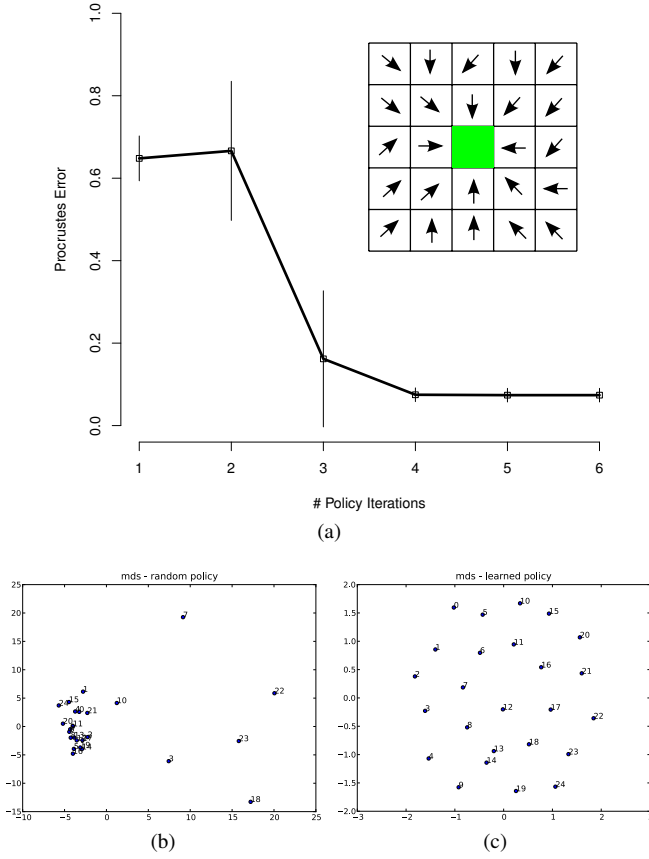 1.0
0.8
0.6
0.4
0.2
0.0
Procrustes Error
1 2 3 4 5 6
# Policy Iterations
(a)
mds - random policy
25
20
15
10
5
0
−5
−10
−15
−10 −5 0 5 10 15 20 25
7
1
22
24 15
10
21
20
11
23
3
18
(b)
mds - learned policy
2.0
1.5
1.0
0.5
0.0
−0.5
−1.0
−1.5
−2.0
−3 −2 −1 0 1 2 3
0 5 10 15
20
1 6 11
16
2 21
7
3 12 17
22
8
18
4 13 23
14
9 19 24
(c)